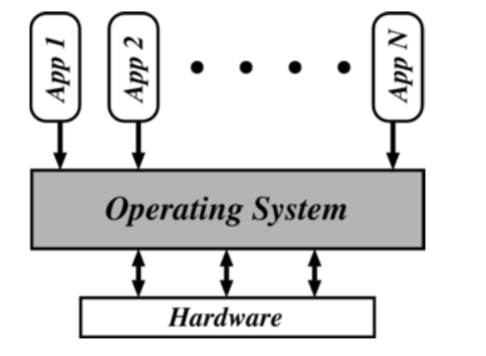 App 1
App 2
App N
Operating System
Hardware